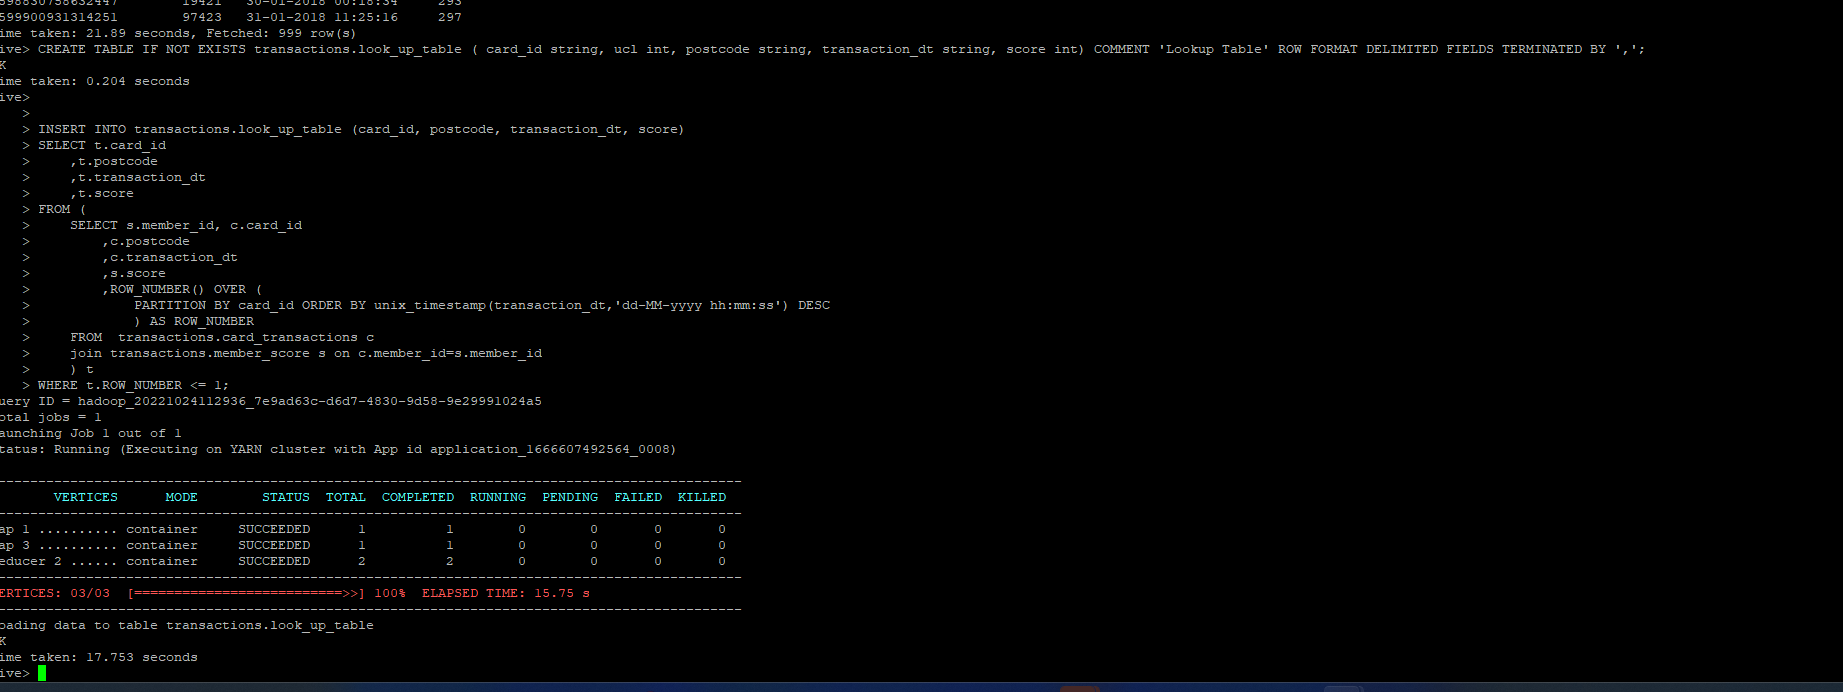 598830758632447 19421 30-01-2018 00:18:34 293
599900931314251 97423 31-01-2018 11:25:16 297
ime taken: 21.89 seconds, Fetched: 999 row(s)
ive> CREATE TABLE IF NOT EXISTS transactions.look_up_table ( card_id string, ucl int, postcode string, transaction_dt string, score int) COMMENT 'Lookup Table' ROW FORMAT DELIMITED FIELDS TERMINATED BY ',';
K
ime taken: 0.204 seconds
ive>
>
> INSERT INTO transactions.look_up_table (card_id, postcode, transaction_dt, score)
> SELECT t.card_id
> ,t.postcode
> ,t.transaction_dt
> ,t.score
> FROM (
> SELECT s.member_id, c.card_id
> ,c.postcode
> ,c.transaction_dt
> ,s.score
> ,ROW_NUMBER() OVER (
> PARTITION BY card_id ORDER BY unix_timestamp(transaction_dt,'dd-MM-yyyy hh:mm:ss') DESC
> ) AS ROW_NUMBER
> FROM transactions.card_transactions c
> join transactions.member_score s on c.member_id=s.member_id
> ) t
> WHERE t.ROW_NUMBER <= 1;
uery ID = hadoop_20221024112936_7e9ad63c-d6d7-4830-9d58-9e29991024a5
otal jobs = 1
aunching Job 1 out of 1
tatus: Running (Executing on YARN cluster with App id application_1666607492564_0008)
----------------------------------------------------------------------------------------------
VERTICES MODE STATUS TOTAL COMPLETED RUNNING PENDING FAILED KILLED
----------------------------------------------------------------------------------------------
ap 1 .......... container SUCCEEDED 1 1 0 0 0 0
ap 3 .......... container SUCCEEDED 1 1 0 0 0 0
educer 2 ...... container SUCCEEDED 2 2 0 0 0 0
----------------------------------------------------------------------------------------------
ERTICES: 03/03 [==========================>>] 100% ELAPSED TIME: 15.75 s
----------------------------------------------------------------------------------------------
oading data to table transactions.look_up_table
K
ime taken: 17.753 seconds
ive>